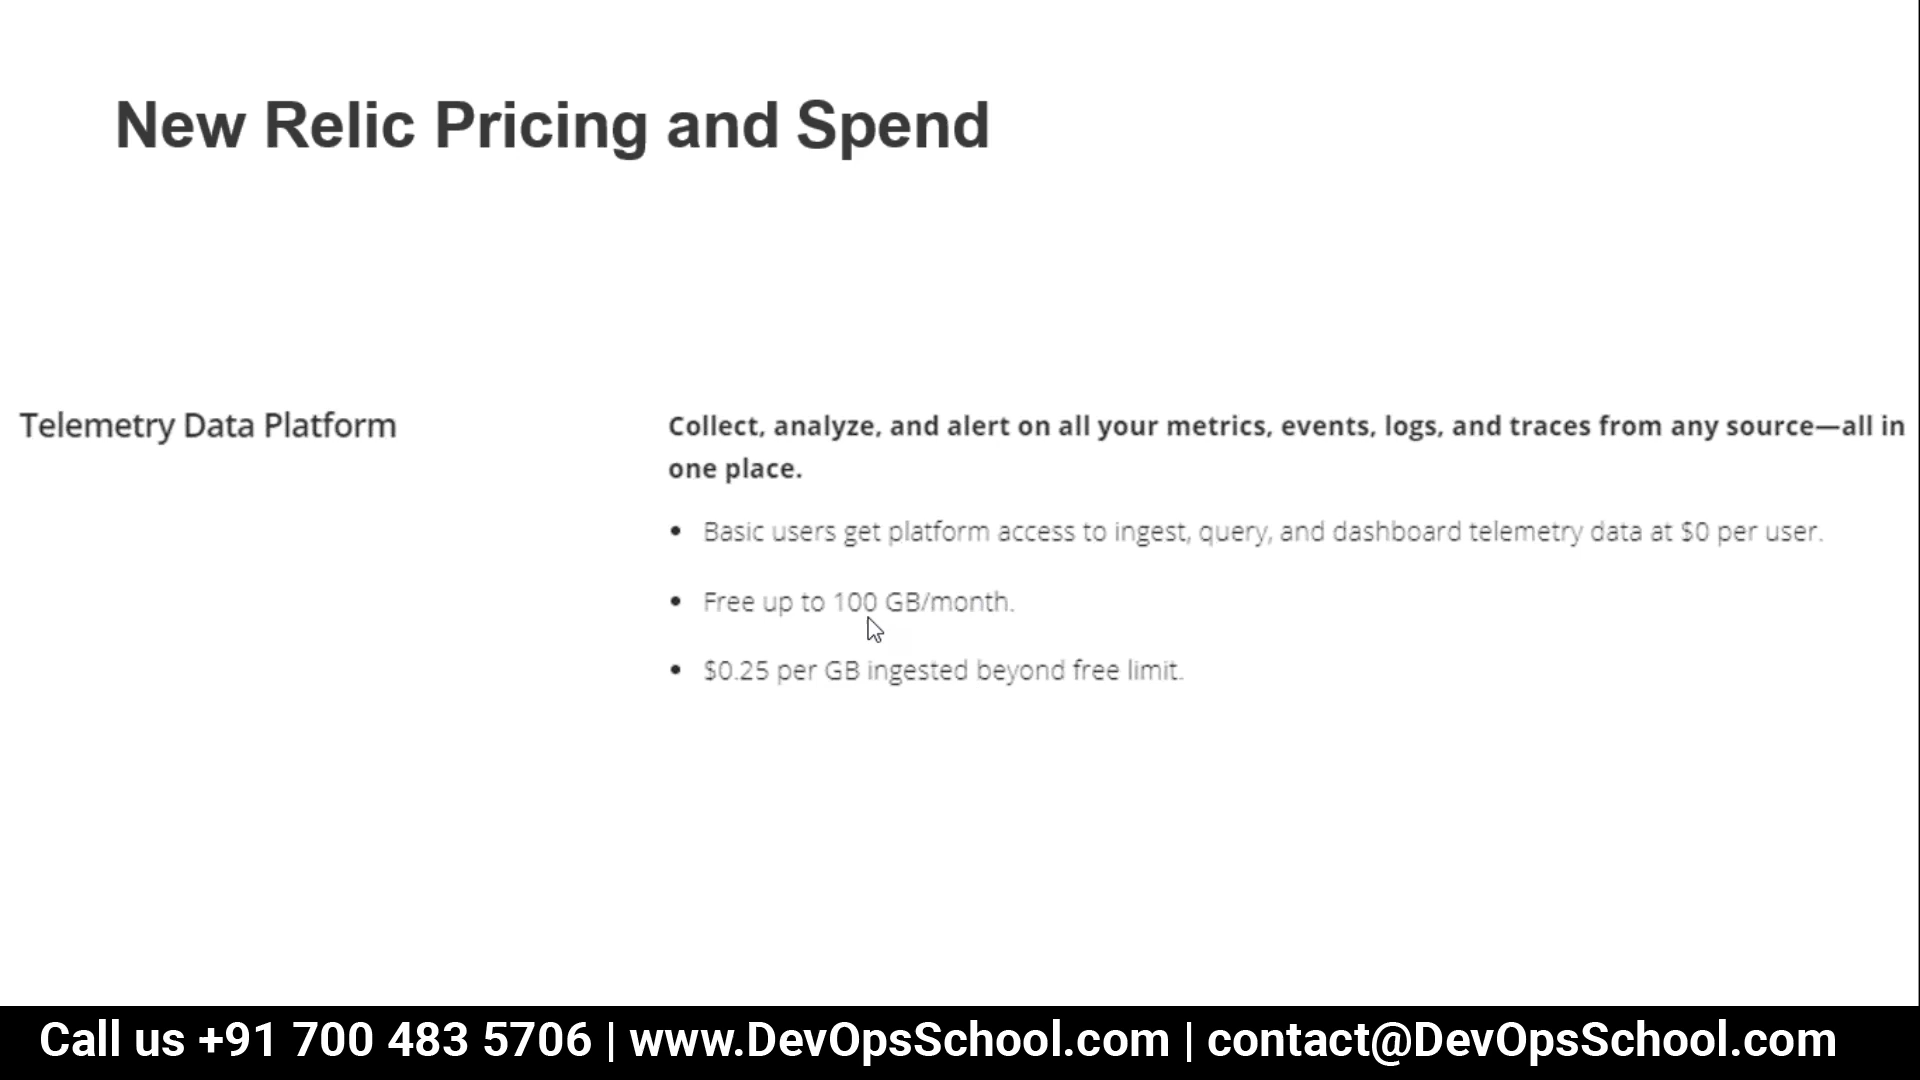 New Relic Pricing and Spend
Telemetry Data Platform
Collect, analyze, and alert on all your metrics, events, logs, and traces from any source—all in
one place.
• Basic users get platform access to ingest, query, and dashboard telemetry data at $0 per user.
• Free up to 100 GB/month.
• $0.25 per GB ingested beyond free limit.
Call us +91 700 483 5706 | www.DevOpsSchool.com | contact@DevOpsSchool.com